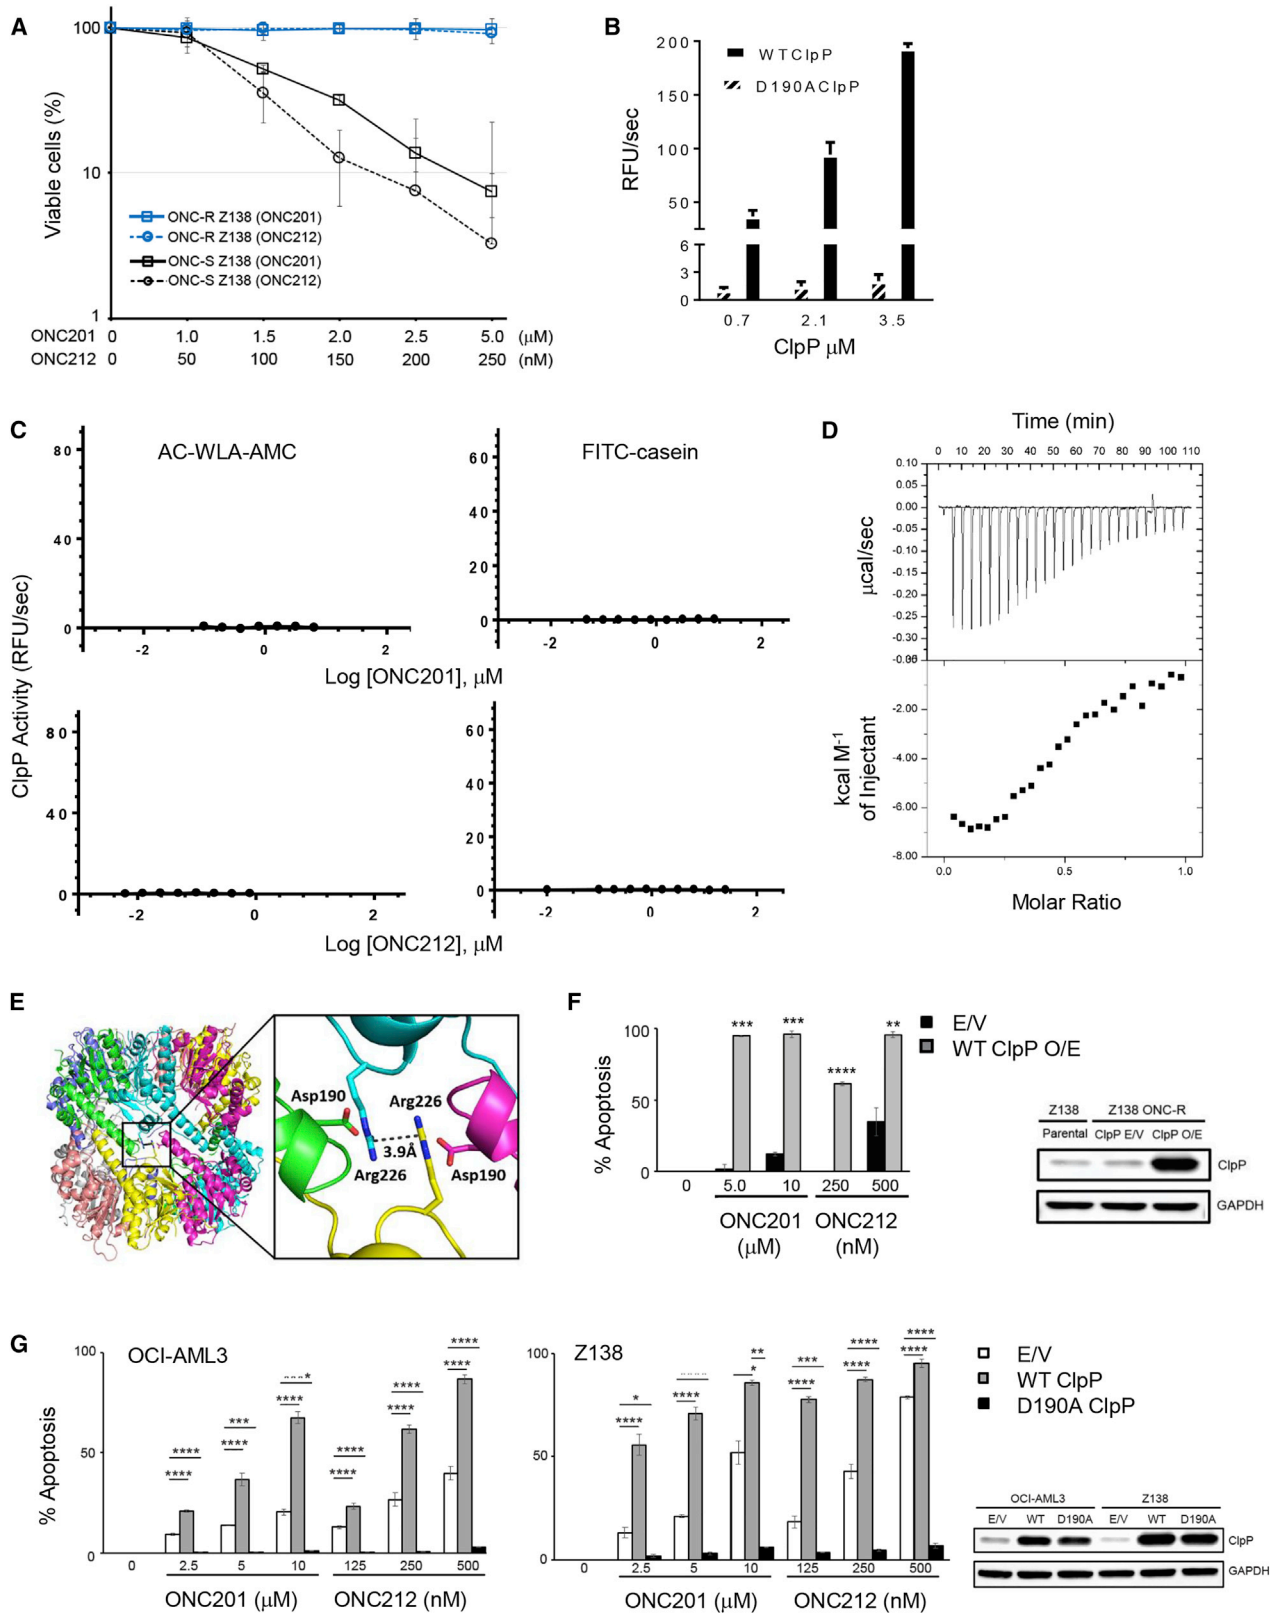 A
100
10
1
Viable cells (%)
ONC-R Z138 (ONC201)
ONC-R Z138 (ONC212)
ONC-S Z138 (ONC201)
ONC-S Z138 (ONC212)
ONC201 0 1.0 1.5 2.0 2.5 5.0 (μM)
ONC212 0 50 100 150 200 250 (nM)
B
200
150
100
50
6
3
0
RFU/sec
WTClpP
D190AClpP
0.7 2.1 3.5
ClpP μM
C
ClpP Activity (RFU/sec)
AC-WLA-AMC
80
40
0
-2 0 2
FITC-casein
60
40
20
0
-2 0 2
Log [ONC201], μM
80
40
0
-2 0 2
60
40
20
0
-2 0 2
Log [ONC212], μM
D
Time (min)
0 10 20 30 40 50 60 70 80 90 100 110
0.10
0.05
0.00
-0.05
-0.10
-0.15
-0.20
-0.25
-0.30
μcal/sec
-2.00
-4.00
-6.00
-8.00
kcal M-1
of Injectant
0.0 0.5 1.0
Molar Ratio
E
Asp190
Arg226
3.9Å
Arg226
Asp190
F
100
50
0
% Apoptosis
*** *** **** **
0 5.0 10 250 500
ONC201 ONC212
(μM) (nM)
E/V
WT ClpP O/E
Z138 Z138 ONC-R
Parental ClpP E/V ClpP O/E
ClpP
GAPDH
G
OCI-AML3
100
50
0
% Apoptosis
****
****
***
****
****
****
****
****
****
****
****
0 2.5 5 10 125 250 500
ONC201 (μM) ONC212 (nM)
Z138
100
50
0
*
****
****
**
*
***
****
****
****
****
****
0 2.5 5 10 125 250 500
ONC201 (μM) ONC212 (nM)
E/V
WT ClpP
D190A ClpP
OCI-AML3 Z138
E/V WT D190A E/V WT D190A
ClpP
GAPDH